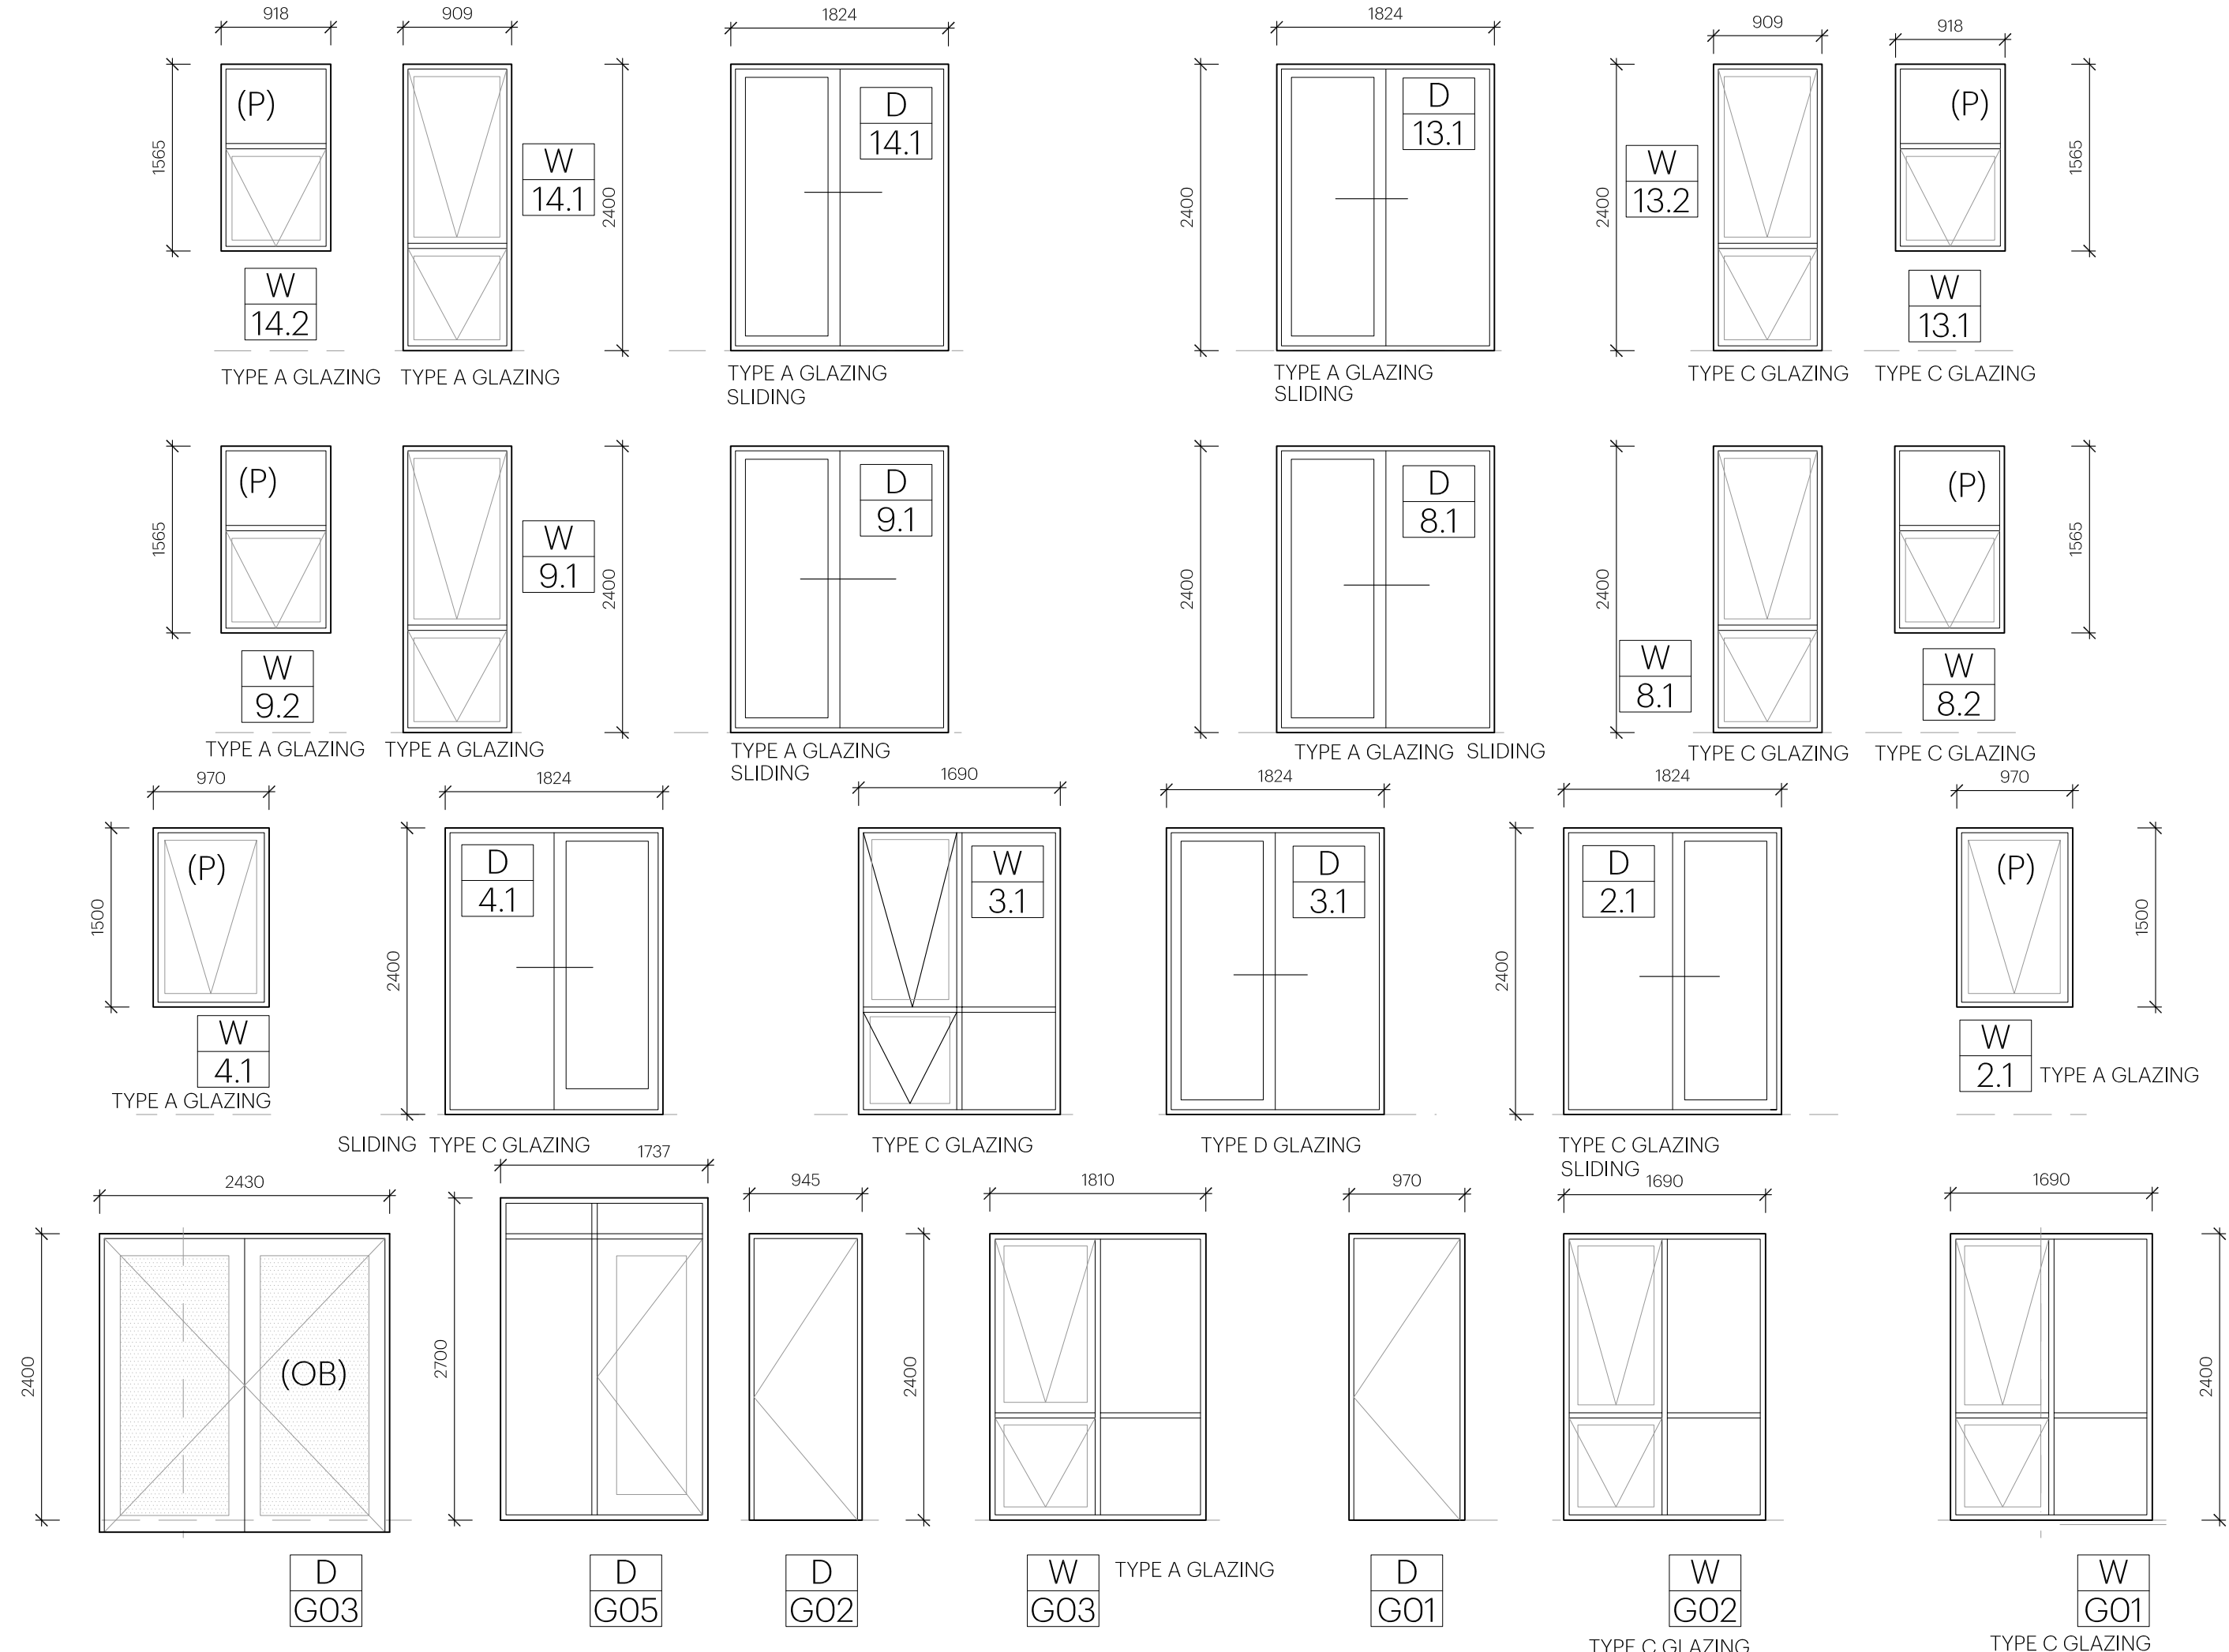 918
909
1824
1824
909
918
1565
(P)
W
14.2
W
14.1
2400
D
14.1
2400
D
13.1
2400
W
13.2
(P)
W
13.1
1565
TYPE A GLAZING
TYPE A GLAZING
TYPE A GLAZING
SLIDING
TYPE A GLAZING
SLIDING
TYPE C GLAZING
TYPE C GLAZING
1565
(P)
W
9.2
W
9.1
2400
D
9.1
2400
D
8.1
2400
W
8.1
(P)
W
8.2
1565
TYPE A GLAZING
TYPE A GLAZING
TYPE A GLAZING
SLIDING
TYPE A GLAZING SLIDING
TYPE C GLAZING
TYPE C GLAZING
970
1824
1690
1824
1824
970
1500
(P)
W
4.1
TYPE A GLAZING
2400
D
4.1
SLIDING TYPE C GLAZING
W
3.1
TYPE C GLAZING
D
3.1
TYPE D GLAZING
2400
D
2.1
TYPE C GLAZING
SLIDING
(P)
W
2.1
TYPE A GLAZING
1500
2430
1737
945
1810
970
1690
1690
2400
(OB)
D
G03
2700
D
G05
D
G02
2400
W
G03
TYPE A GLAZING
D
G01
W
G02
TYPE C GLAZING
2400
W
G01
TYPE C GLAZING